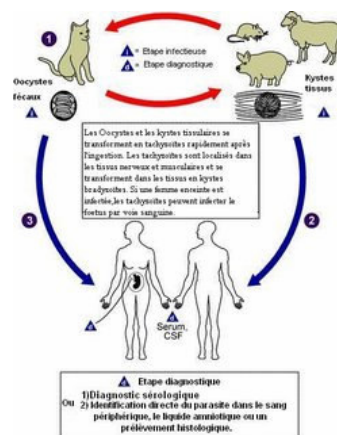 1
i = Etape infectieuse
d = Etape diagnostique
Oocystes
fécaux
i
Kystes
tissus
i
Les Oocystes et les kystes tissulaires se
transforment en tachyzoïtes rapidement après
l'ingestion. Les tachyzoïtes sont localisés dans
les tissus nerveux et musculaires et se
transforment dans les tissus en kystes
bradyzoïtes. Si une femme enceinte est
infectée,les tachyzoïtes peuvent infecter le
foetus par voie sanguine.
3
2
d
d
Serum,
CSF
d Etape diagnostique
1)Diagnostic sérologique
Ou 2) Identification directe du parasite dans le sang
périphérique, le liquide amniotique ou un
prélèvement histologique.